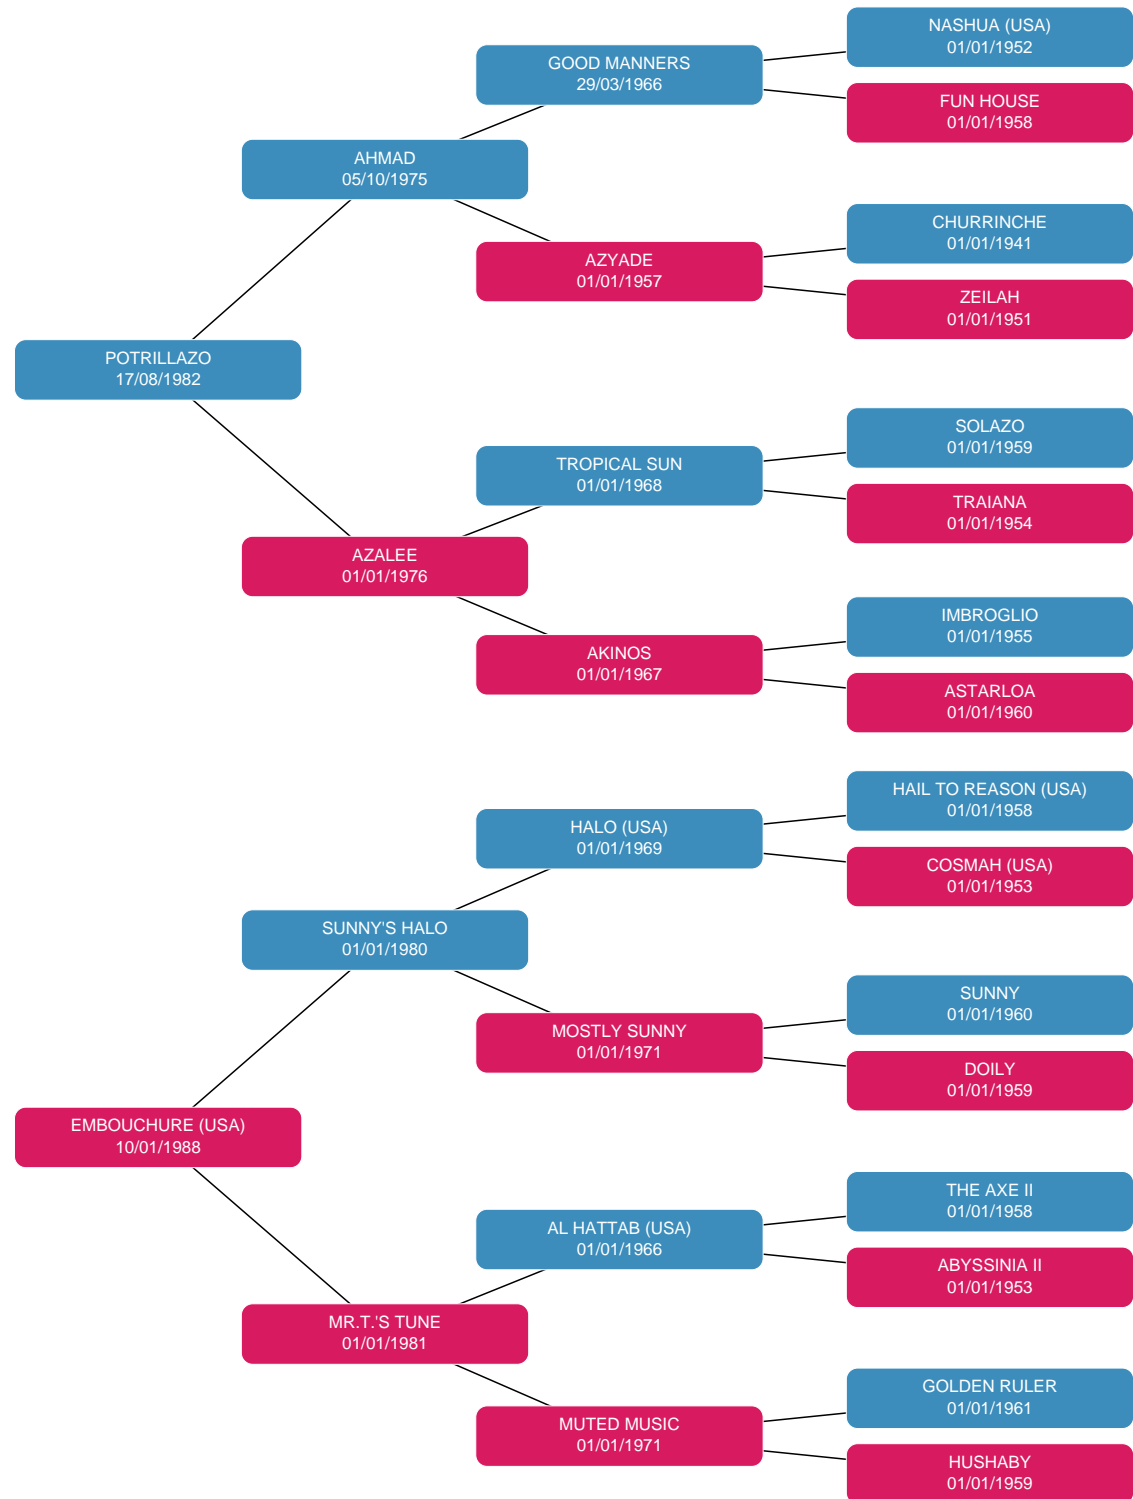 NASHUA (USA)
01/01/1952
GOOD MANNERS
29/03/1966
FUN HOUSE
01/01/1958
AHMAD
05/10/1975
CHURRINCHE
01/01/1941
AZYADE
01/01/1957
ZEILAH
01/01/1951
POTRILLAZO
17/08/1982
SOLAZO
01/01/1959
TROPICAL SUN
01/01/1968
TRAIANA
01/01/1954
AZALEE
01/01/1976
IMBROGLIO
01/01/1955
AKINOS
01/01/1967
ASTARLOA
01/01/1960
HAIL TO REASON (USA)
01/01/1958
HALO (USA)
01/01/1969
COSMAH (USA)
01/01/1953
SUNNY'S HALO
01/01/1980
SUNNY
01/01/1960
MOSTLY SUNNY
01/01/1971
DOILY
01/01/1959
EMBOUCHURE (USA)
10/01/1988
THE AXE II
01/01/1958
AL HATTAB (USA)
01/01/1966
ABYSSINIA II
01/01/1953
MR.T.'S TUNE
01/01/1981
GOLDEN RULER
01/01/1961
MUTED MUSIC
01/01/1971
HUSHABY
01/01/1959